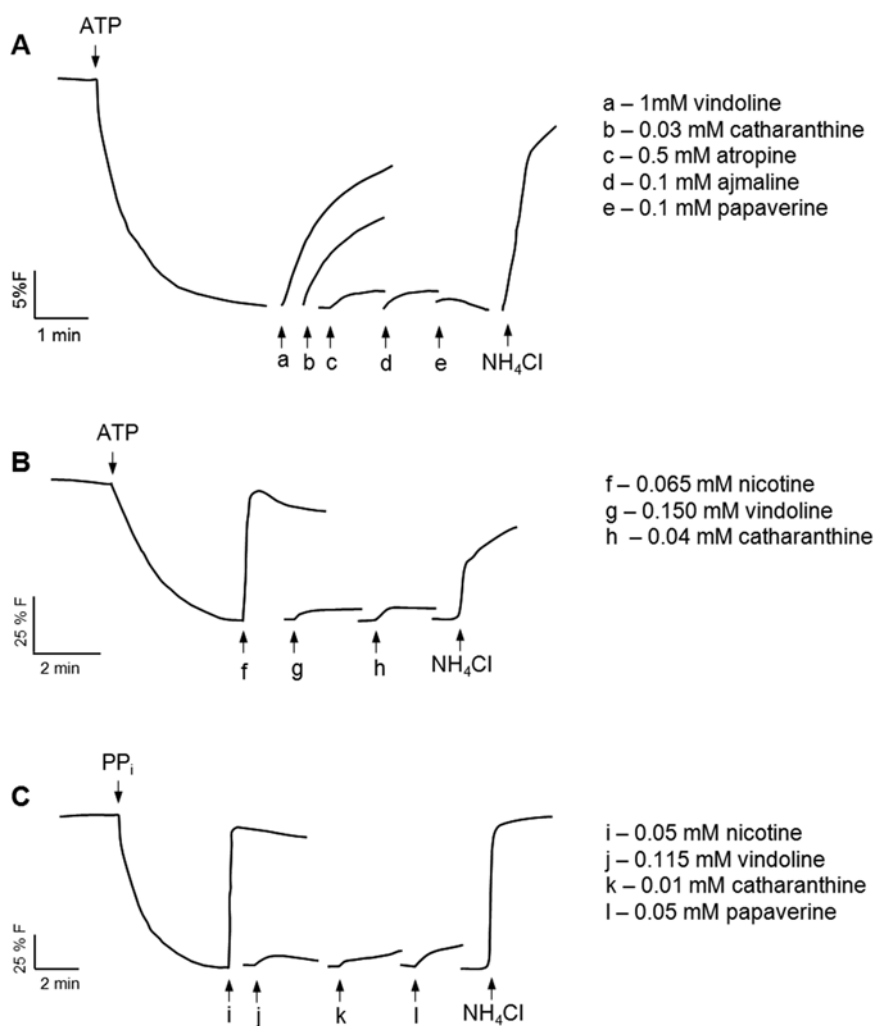 A
ATP
a – 1mM vindoline
b – 0.03 mM catharanthine
c – 0.5 mM atropine
d – 0.1 mM ajmaline
e – 0.1 mM papaverine
5%F
1 min
a b c d e NH₄Cl
B
ATP
f – 0.065 mM nicotine
g – 0.150 mM vindoline
h – 0.04 mM catharanthine
25 % F
2 min
f g h NH₄Cl
C
PPᵢ
i – 0.05 mM nicotine
j – 0.115 mM vindoline
k – 0.01 mM catharanthine
l – 0.05 mM papaverine
25 % F
2 min
i j k l NH₄Cl